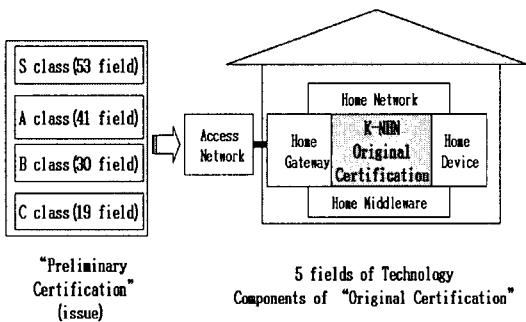 S class(53 field)
A class(41 field)
B class(30 field)
C class(19 field)
"Preliminary
Certification"
(issue)
Access
Network
Home Network
Home
Gateway
K-NHN
Original
Certification
Home
Device
Home Middleware
5 fields of Technology
Components of "Original Certification"